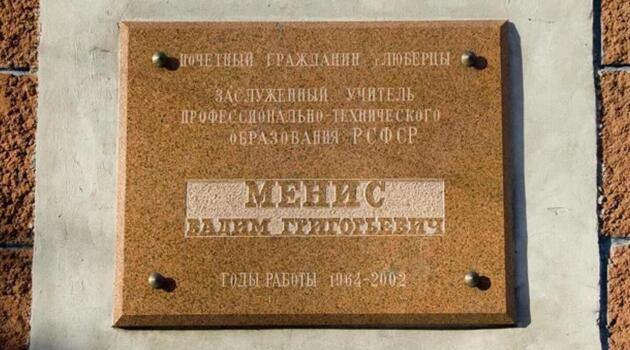 ПОЧЕТНЫЙ ГРАЖДАНИН г.ЛЮБЕРЦЫ
ЗАСЛУЖЕННЫЙ УЧИТЕЛЬ
ПРОФЕССИОНАЛЬНО-ТЕХНИЧЕСКОГО
ОБРАЗОВАНИЯ РСФСР
МЕНИС
ВАДИМ ГРИГОРЬЕВИЧ
ГОДЫ РАБОТЫ 1964-2002